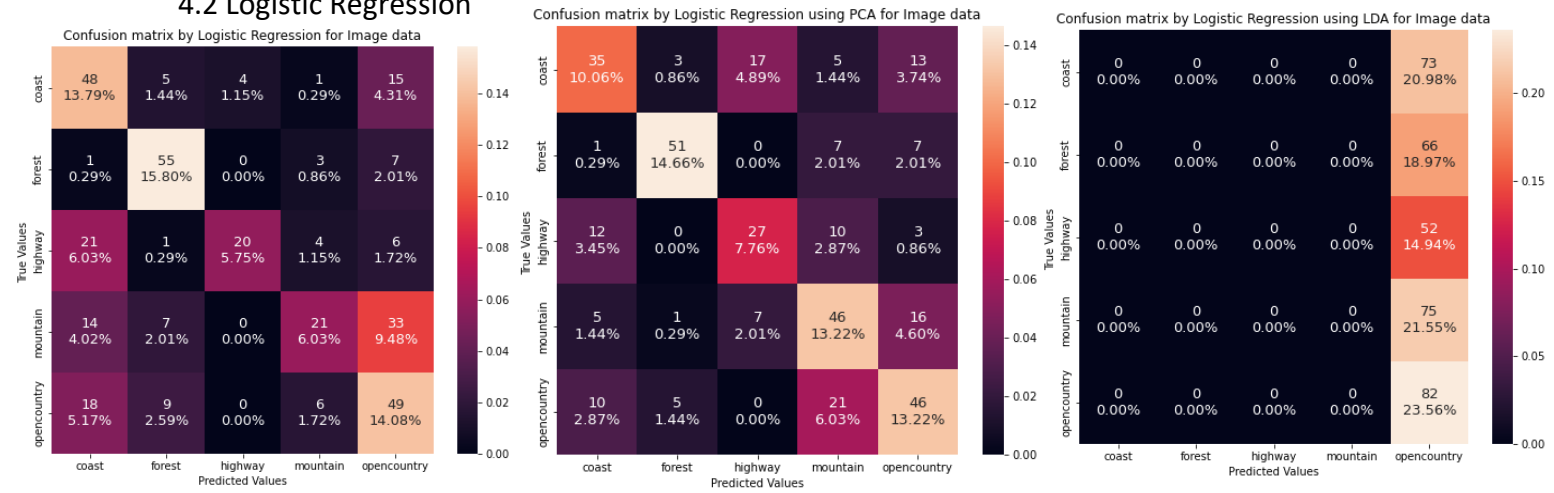 4.2 Logistic Regression
Confusion matrix by Logistic Regression for Image data
True Values
coast
forest
highway
mountain
opencountry
48 5 4 1 15
13.79% 1.44% 1.15% 0.29% 4.31%
1 55 0 3 7
0.29% 15.80% 0.00% 0.86% 2.01%
21 1 20 4 6
6.03% 0.29% 5.75% 1.15% 1.72%
14 7 0 21 33
4.02% 2.01% 0.00% 6.03% 9.48%
18 9 0 6 49
5.17% 2.59% 0.00% 1.72% 14.08%
coast forest highway mountain opencountry
Predicted Values
0.14
0.12
0.10
0.08
0.06
0.04
0.02
0.00
Confusion matrix by Logistic Regression using PCA for Image data
True Values
coast
forest
highway
mountain
opencountry
35 3 17 5 13
10.06% 0.86% 4.89% 1.44% 3.74%
1 51 0 7 7
0.29% 14.66% 0.00% 2.01% 2.01%
12 0 27 10 3
3.45% 0.00% 7.76% 2.87% 0.86%
5 1 7 46 16
1.44% 0.29% 2.01% 13.22% 4.60%
10 5 0 21 46
2.87% 1.44% 0.00% 6.03% 13.22%
coast forest highway mountain opencountry
Predicted Values
0.14
0.12
0.10
0.08
0.06
0.04
0.02
0.00
Confusion matrix by Logistic Regression using LDA for Image data
True Values
coast
forest
highway
mountain
opencountry
0 0 0 0 73
0.00% 0.00% 0.00% 0.00% 20.98%
0 0 0 0 66
0.00% 0.00% 0.00% 0.00% 18.97%
0 0 0 0 52
0.00% 0.00% 0.00% 0.00% 14.94%
0 0 0 0 75
0.00% 0.00% 0.00% 0.00% 21.55%
0 0 0 0 82
0.00% 0.00% 0.00% 0.00% 23.56%
coast forest highway mountain opencountry
Predicted Values
0.20
0.15
0.10
0.05
0.00